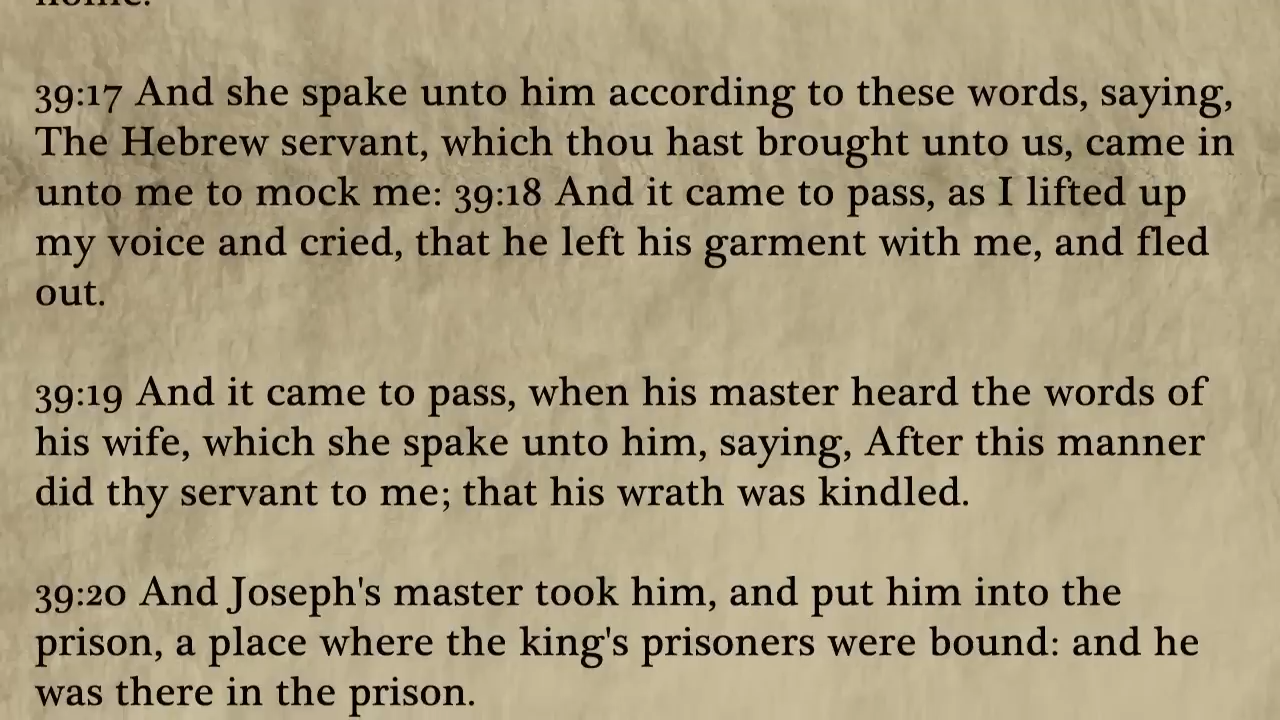 home.
39:17 And she spake unto him according to these words, saying,
The Hebrew servant, which thou hast brought unto us, came in
unto me to mock me: 39:18 And it came to pass, as I lifted up
my voice and cried, that he left his garment with me, and fled
out.
39:19 And it came to pass, when his master heard the words of
his wife, which she spake unto him, saying, After this manner
did thy servant to me; that his wrath was kindled.
39:20 And Joseph's master took him, and put him into the
prison, a place where the king's prisoners were bound: and he
was there in the prison.